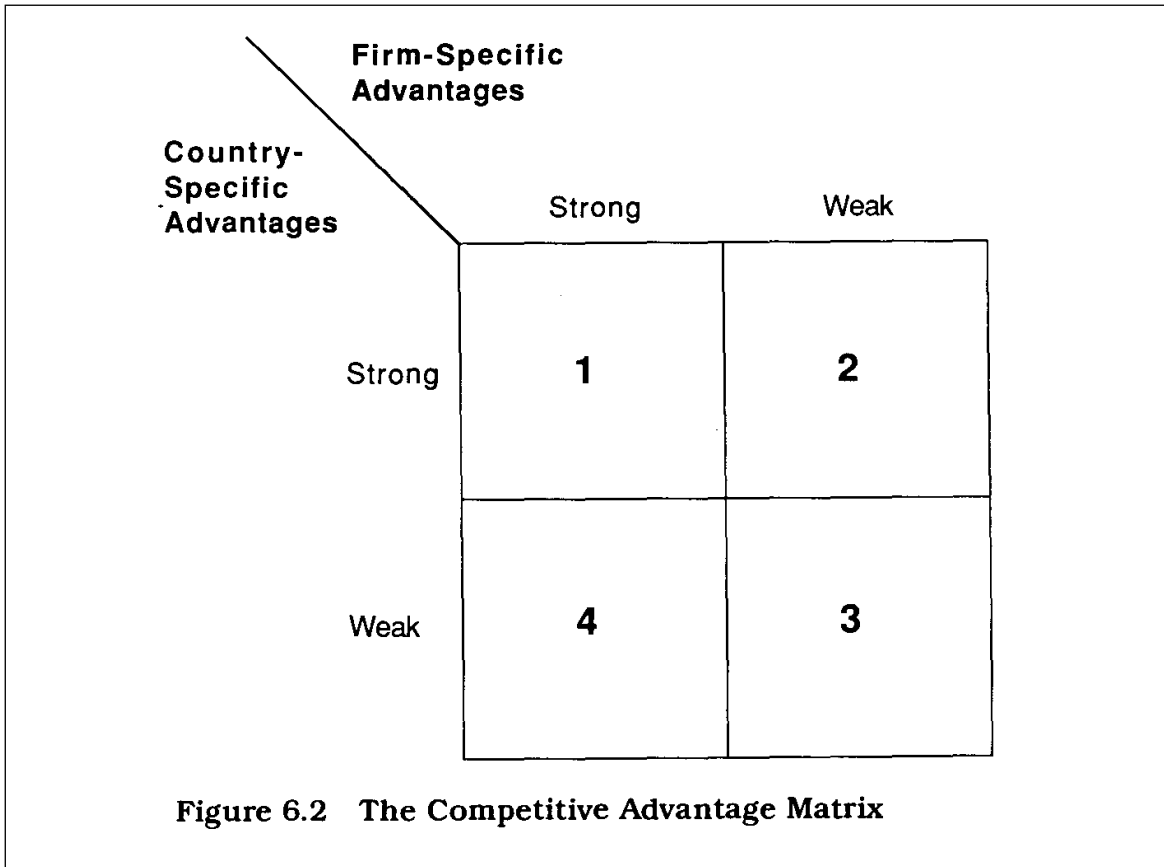 Firm-Specific
Advantages
Country-
Specific
Advantages
Strong Weak
Strong 1 2
Weak 4 3
Figure 6.2 The Competitive Advantage Matrix